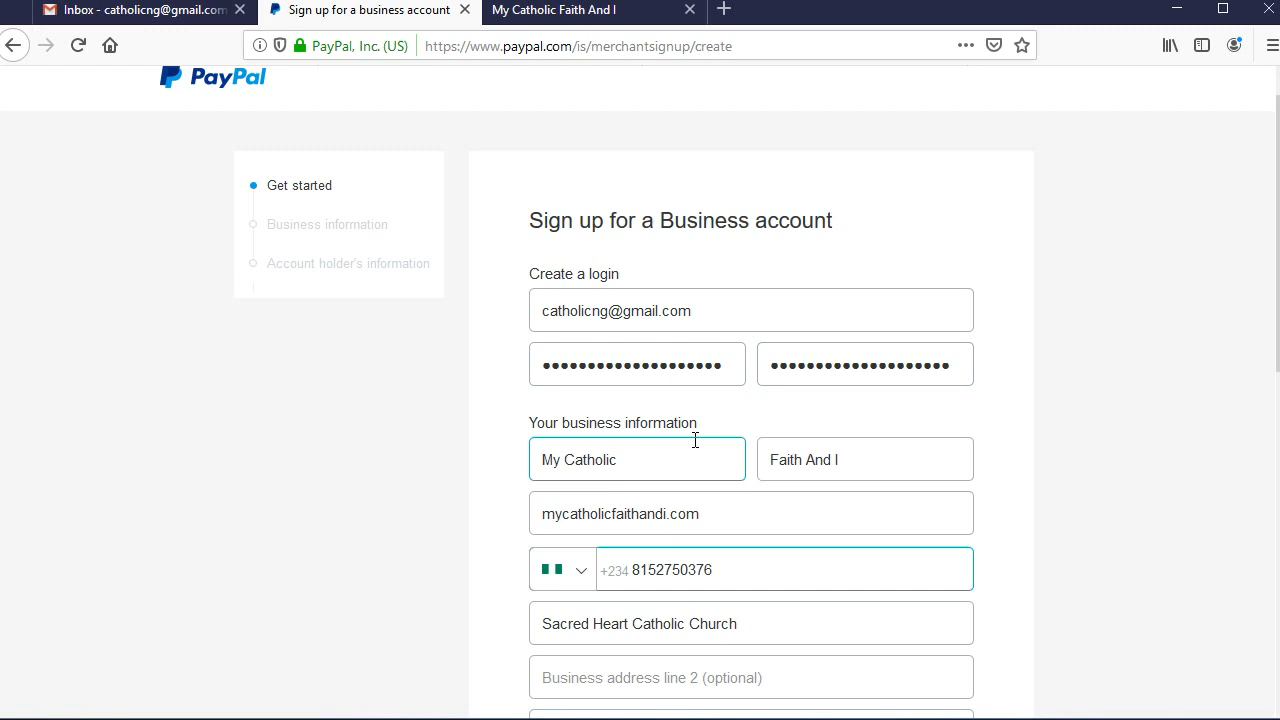 Inbox - catholicng@gmail.com
Sign up for a business account
My Catholic Faith And I
PayPal, Inc. (US)
https://www.paypal.com/is/merchantsignup/create
PayPal
Get started
Business information
Account holder's information
Sign up for a Business account
Create a login
catholicng@gmail.com
Your business information
My Catholic
Faith And I
mycatholicfaithandi.com
+234 8152750376
Sacred Heart Catholic Church
Business address line 2 (optional)